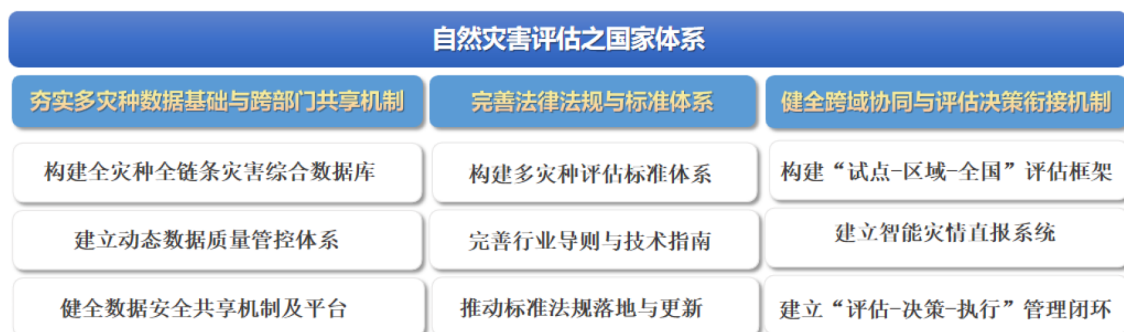 自然灾害评估之国家体系
夯实多灾种数据基础与跨部门共享机制
完善法律法规与标准体系
健全跨域协同与评估决策衔接机制
构建全灾种全链条灾害综合数据库
构建多灾种评估标准体系
构建“试点-区域-全国”评估框架
建立动态数据质量管控体系
完善行业导则与技术指南
建立智能灾情直报系统
健全数据安全共享机制及平台
推动标准法规落地与更新
建立“评估-决策-执行”管理闭环